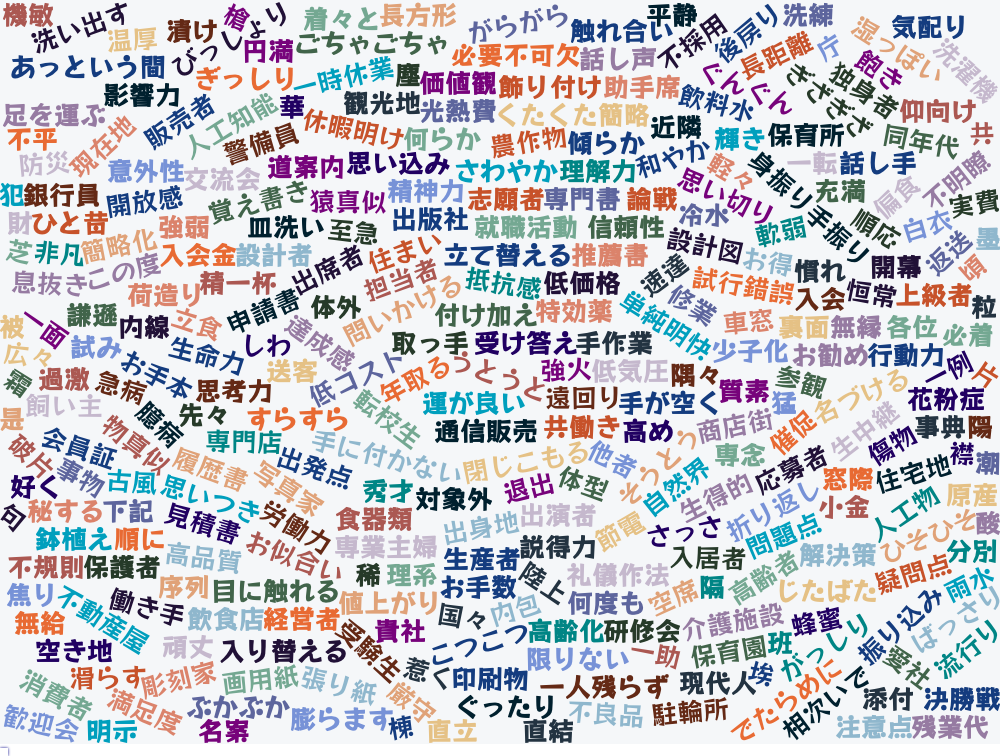 機敏
洗い出す
温厚
漬け
槍
びっしょり
円満
着々と
長方形
ごちゃごちゃ
がらがら
触れ合い
平静
不採用
後戻り
洗練
湿っぽい
気配り
洗濯機
あっという間
ぎっしり
一時休業
塵
必要不可欠
話し声
長距離
庁
飽き
独身者
影響力
価値観
飾り付け
助手席
ぐんぐん
ぎざぎざ
足を運ぶ
販売者
人工知能
華
観光地
光熱費
くたくた
簡略
飲料水
仰向け
不平
現在地
警備員
休暇明け
何らか
農作物
傾らか
近隣
輝き
保育所
同年代
共
防災
意外性
交流会
道案内
思い込み
さわやか
理解力
和やか
軽々
身振り手振り
一転
話し手
不明瞭
犯
銀行員
開放感
覚え書き
猿真似
精神力
志願者
専門書
論戦
思い切り
充満
偏食
実費
財
ひと昔
強弱
皿洗い
至急
出版社
就職活動
信頼性
冷水
軟弱
順応
白衣
墨
芝
非凡
簡略化
入会金
設計者
出席者
住まい
立て替える
推薦書
設計図
お得
慣れ
開幕
返送
頃
息抜き
この度
荷造り
精一杯
申請書
担当者
抵抗感
低価格
速達
試行錯誤
入会
恒常
上級者
粒
被
一面
謙遜
内線
立食
体外
問いかける
付け加え
特効薬
単純明快
修業
車窓
裏面
無縁
各位
必着
広々
試み
生命力
しわ
達成感
取っ手
受け答え
手作業
少子化
お勧め
行動力
一例
片
霜
過激
急病
お手本
思考力
送客
低コスト
年取る
うとうと
強火
低気圧
隅々
質素
参観
名づける
花粉症
是
飼い主
臆病
先々
すらすら
転校生
運が良い
遠回り
手が空く
猛
商店街
催促
事典
陽
破片
会員証
物真似
専門店
手に付かない
通信販売
共働き
高め
そうとう
専念
生中継
傷物
襟
潮
好く
事物
古風
履歴書
思いつき
写真家
出発点
秀才
対象外
閉じこもる
退出
体型
他者
自然界
生得的
応募者
窓際
住宅地
原産
句
秘する
下記
見積書
労働力
食器類
出身地
出演者
節電
さっさ
折り返し
小金
人工物
酸
鉢植え
順に
高品質
お似合い
専業主婦
生産者
説得力
入居者
問題点
解決策
ひそひそ
分別
不規則
保護者
序列
目に触れる
稀
理系
お手数
陸上
礼儀作法
空席
隔
高齢者
じたばた
疑問点
雨水
焦り
不動産屋
働き手
飲食店
経営者
値上がり
国々
内包
何度も
介護施設
蜂蜜
振り込み
ばっさり
無給
空き地
頑丈
入り替える
受験生
貴社
惹く
こつこつ
高齢化
研修会
限りない
一助
保育園
班
がっしり
愛社
流行り
消費者
滑らす
彫刻家
画用紙
張り紙
厳守
印刷物
一人残らず
現代人
埃
相次いで
添付
決勝戦
歓迎会
明示
満足度
ぶかぶか
名案
膨らます
棟
直立
ぐったり
直結
不良品
駐輪所
でたらめに
注意点
残業代